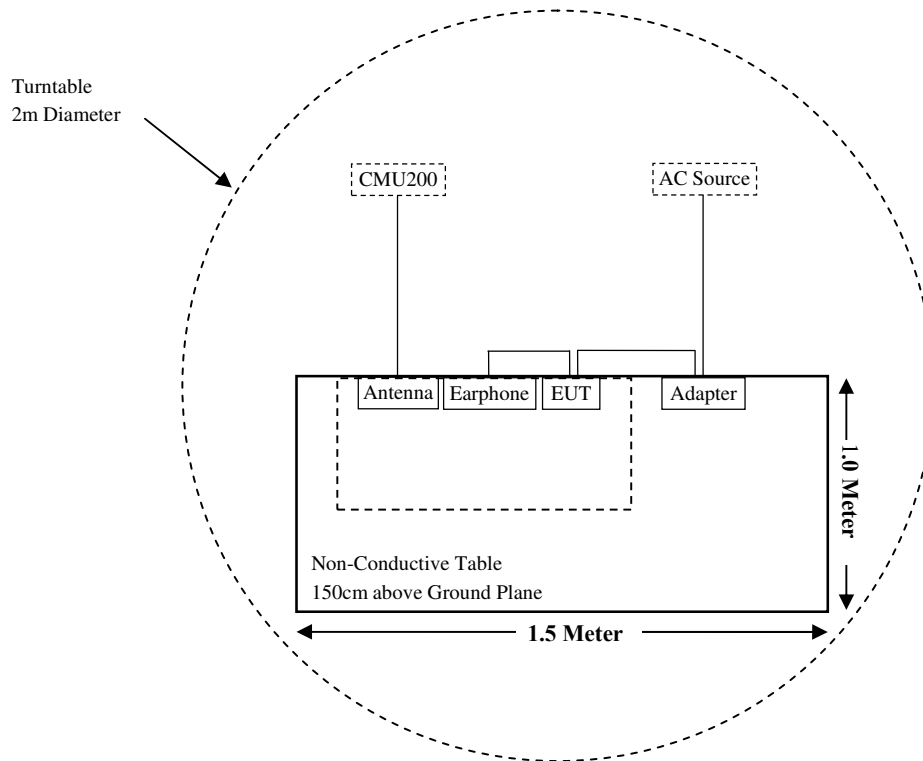 Turntable
2m Diameter
CMU200
AC Source
Antenna
Earphone
EUT
Adapter
1.0 Meter
Non-Conductive Table
150cm above Ground Plane
1.5 Meter